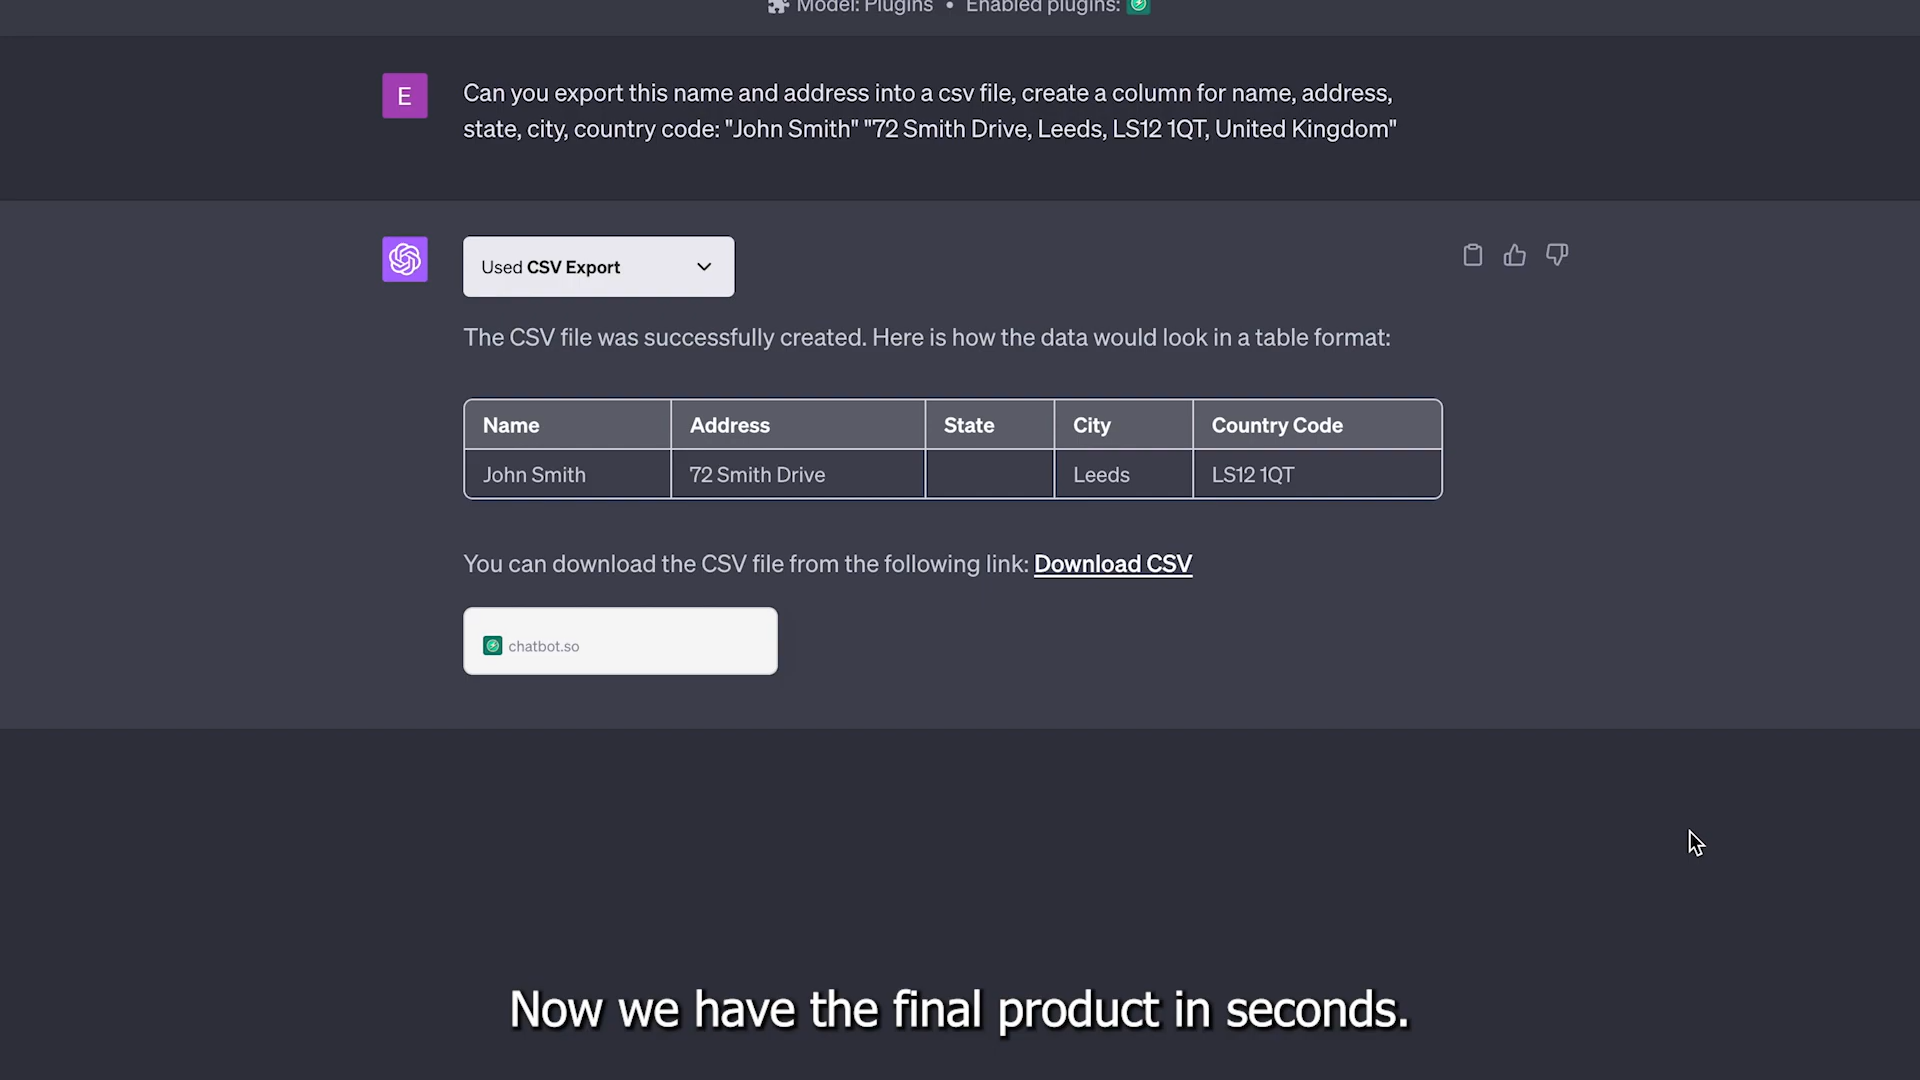 Model: Plugins • Enabled plugins:
E
Can you export this name and address into a csv file, create a column for name, address,
state, city, country code: "John Smith" "72 Smith Drive, Leeds, LS12 1QT, United Kingdom"
Used CSV Export
The CSV file was successfully created. Here is how the data would look in a table format:
Name Address State City Country Code
John Smith 72 Smith Drive Leeds LS12 1QT
You can download the CSV file from the following link: Download CSV
chatbot.so
Now we have the final product in seconds.